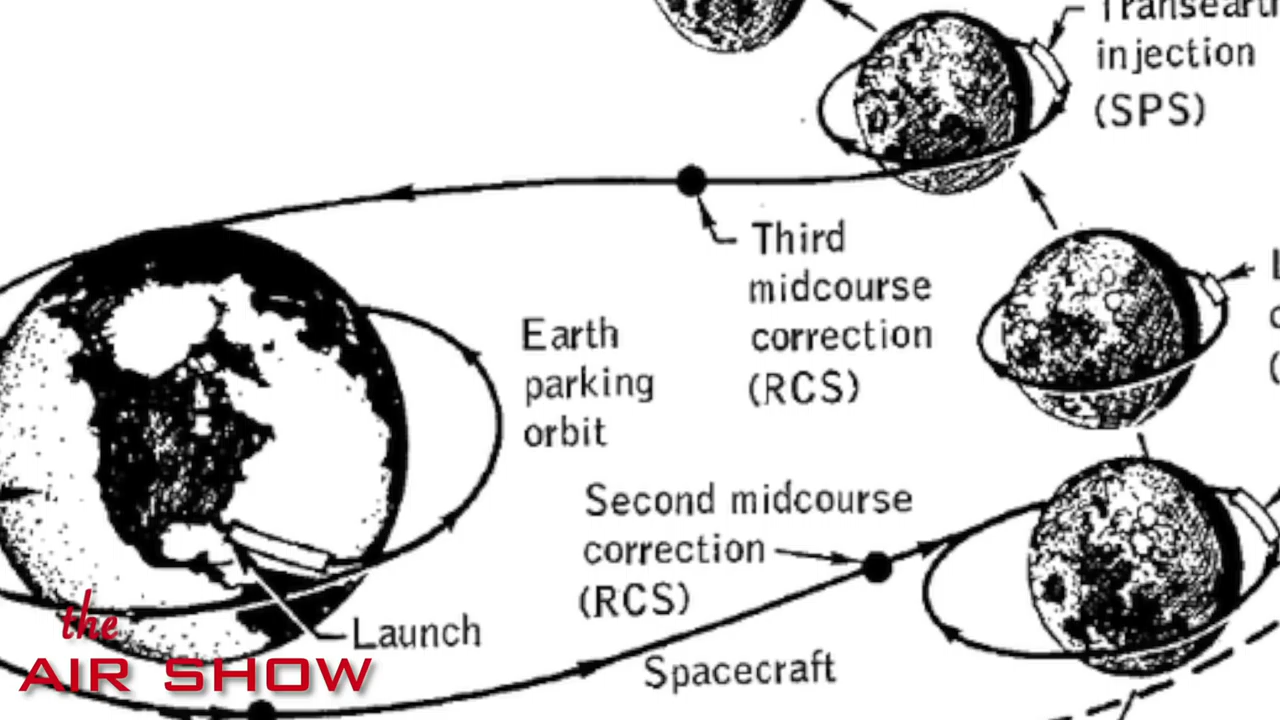 injection
(SPS)
Third
midcourse
correction
(RCS)
Earth
parking
orbit
Second midcourse
correction
(RCS)
Launch
Spacecraft
the
AIR SHOW